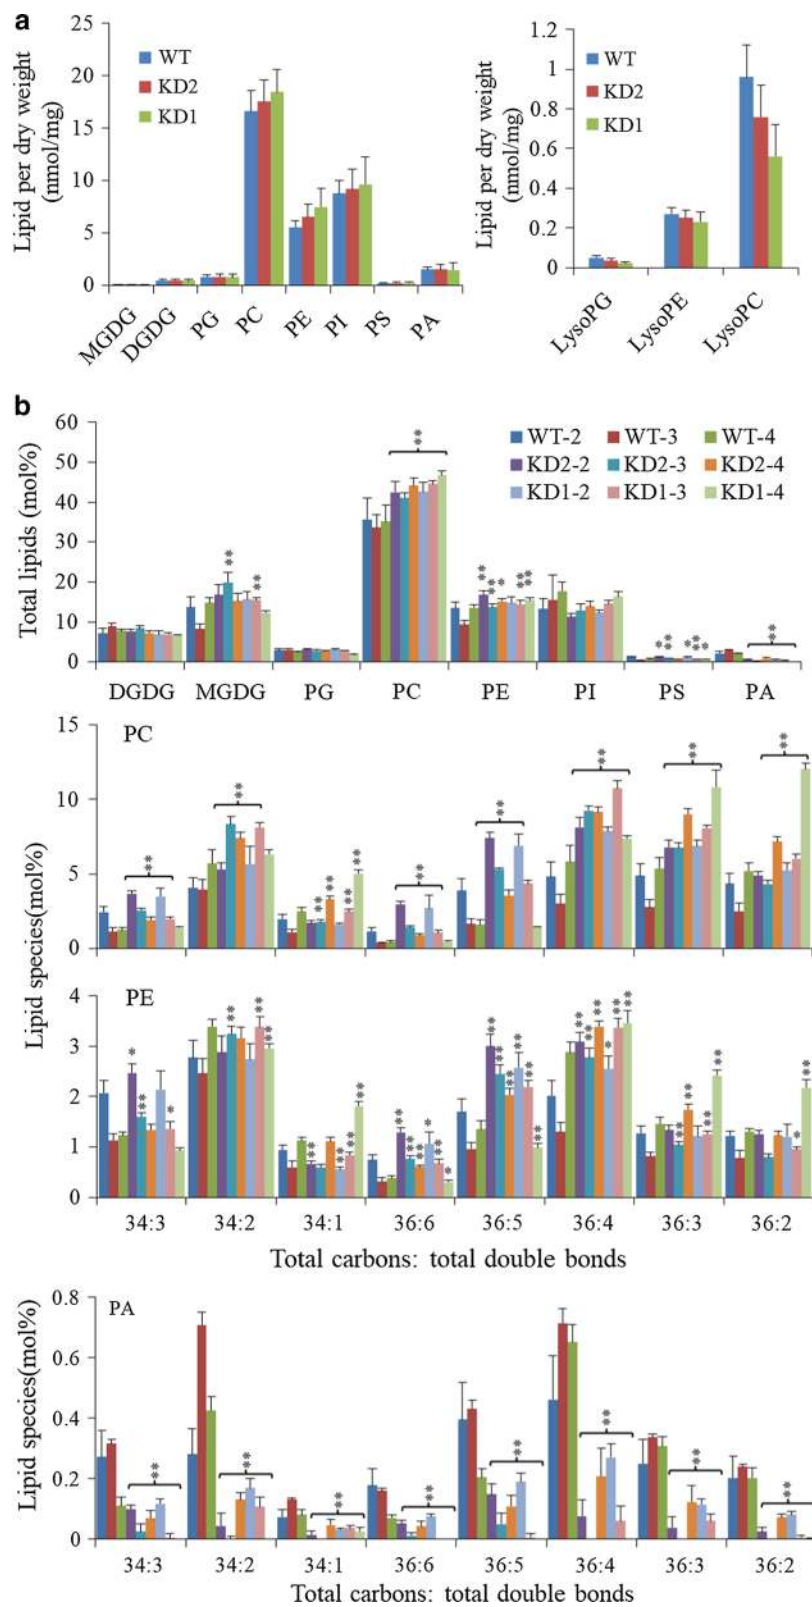 a
Lipid per dry weight
(nmol/mg)
25
20
15
10
5
0
WT
KD2
KD1
MGDG
DGDG
PG
PC
PE
PI
PS
PA
Lipid per dry weight
(nmol/mg)
1.2
1
0.8
0.6
0.4
0.2
0
WT
KD2
KD1
LysoPG
LysoPE
LysoPC
b
Total lipids (mol%)
60
50
40
30
20
10
0
WT-2 WT-3 WT-4
KD2-2 KD2-3 KD2-4
KD1-2 KD1-3 KD1-4
**
**
**
**
**
*
**
**
*
**
*
**
**
**
DGDG MGDG PG PC PE PI PS PA
Lipid species(mol%)
PC
15
10
5
0
**
**
**
**
**
**
**
**
**
**
**
PE
4
3
2
1
0
*
**
*
**
**
**
**
**
**
**
**
**
**
*
**
*
**
**
**
**
**
**
**
**
**
*
**
**
**
**
**
**
*
**
34:3 34:2 34:1 36:6 36:5 36:4 36:3 36:2
Total carbons: total double bonds
Lipid species(mol%)
PA
0.8
0.6
0.4
0.2
0
**
**
**
**
**
**
**
**
34:3 34:2 34:1 36:6 36:5 36:4 36:3 36:2
Total carbons: total double bonds